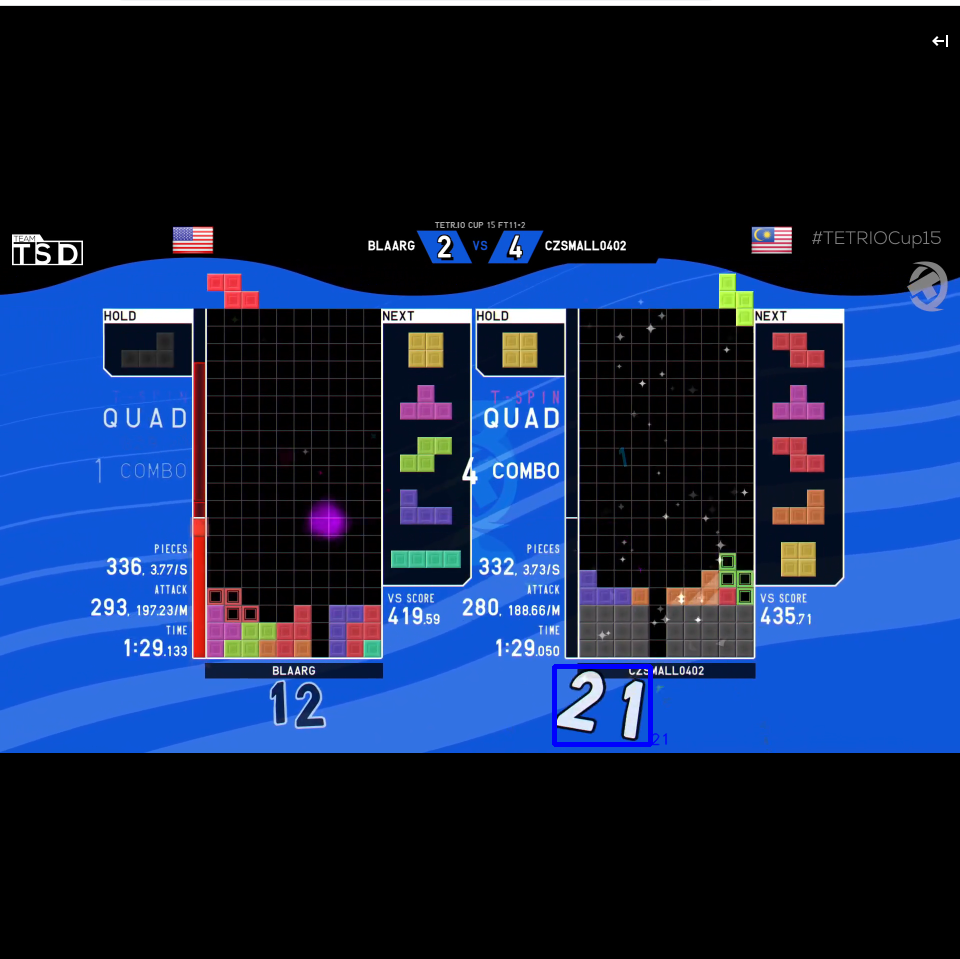 TETR.IO CUP 15 FT11-2
TEAM
TSD
BLAARG 2 VS 4 CZSMALL0402
#TETRIOCup15
HOLD
NEXT
HOLD
NEXT
QUAD
1 COMBO
T-SPIN
QUAD
4 COMBO
PIECES
336, 3.77/S
ATTACK
293, 197.23/M
TIME
1:29.133
VS SCORE
419.59
PIECES
332, 3.73/S
ATTACK
280, 188.66/M
TIME
1:29.050
VS SCORE
435.71
BLAARG
12
CZSMALL0402
21
21